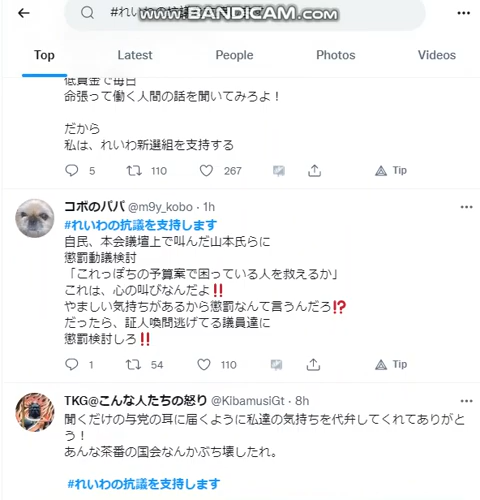 www.BANDICAM.com
Top Latest People Photos Videos
低賃金で毎日
命張って働く人間の話を聞いてみろよ！
だから
私は、れいわ新選組を支持する
5 110 267 Tip
コボのパパ @m9y_kobo · 1h
#れいわの抗議を支持します
自民、本会議壇上で叫んだ山本氏らに
懲罰動議検討
「これっぽちの予算案で困っている人を救えるか」
これは、心の叫びなんだよ‼
やましい気持ちがあるから懲罰なんて言うんだろ⁉
だったら、証人喚問逃げてる議員達に
懲罰検討しろ‼
1 54 110 Tip
TKG@こんな人たちの怒り @KibamusiGt · 8h
聞くだけの与党の耳に届くように私達の気持ちを代弁してくれてありがと
う！
あんな茶番の国会なんかぶち壊したれ。
#れいわの抗議を支持します